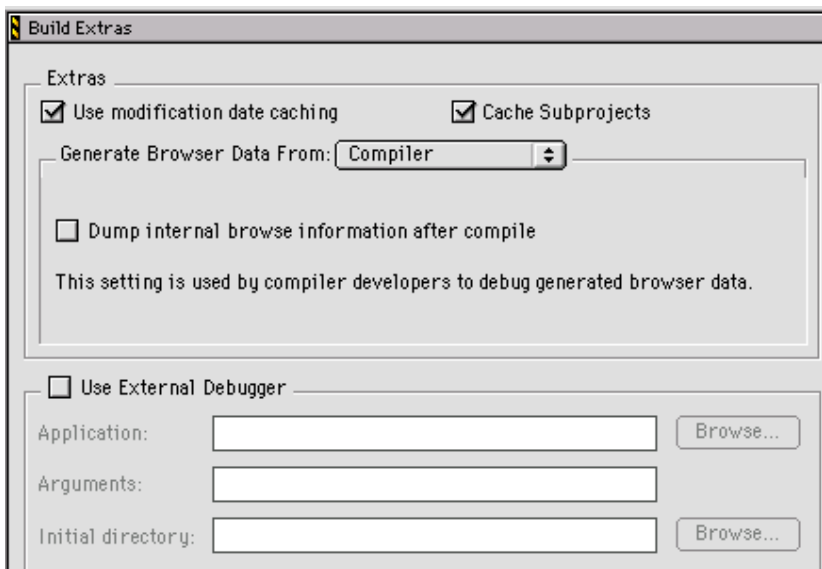 Build Extras
Extras
Use modification date caching
Cache Subprojects
Generate Browser Data From: Compiler
Dump internal browse information after compile
This setting is used by compiler developers to debug generated browser data.
Use External Debugger
Application:
Browse...
Arguments:
Initial directory:
Browse...